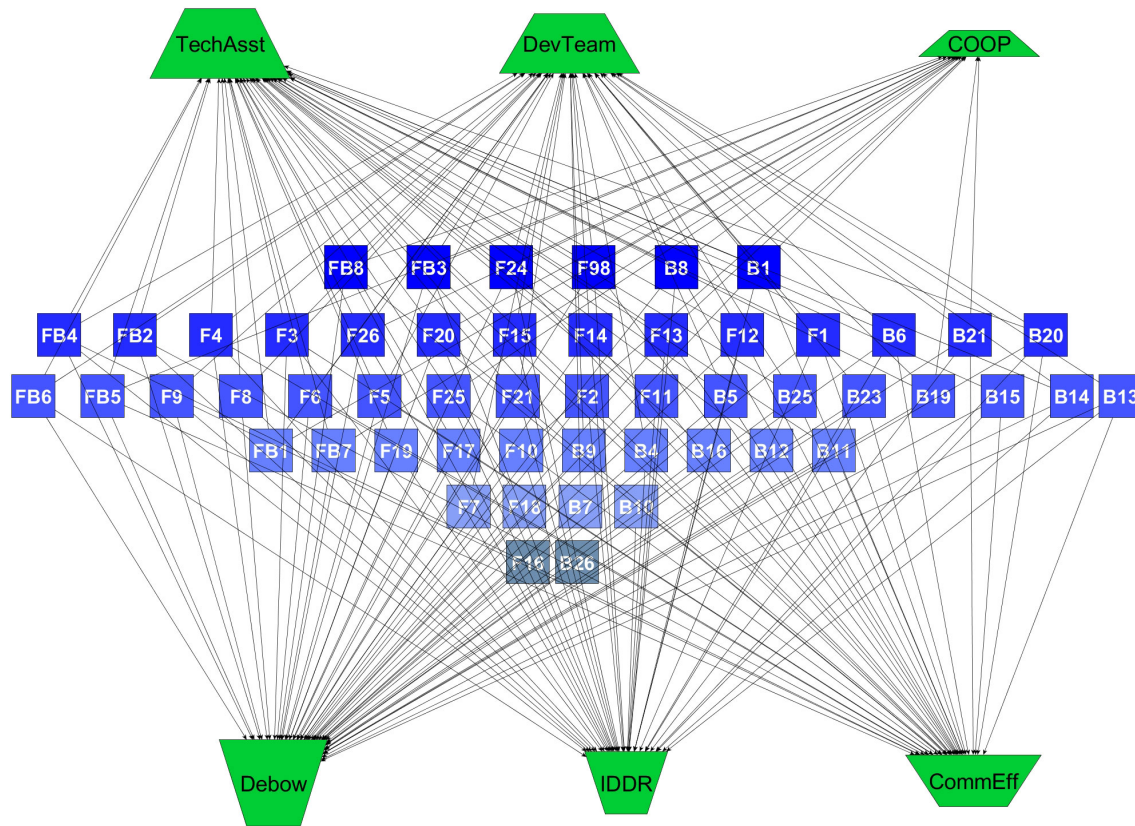 TechAsst DevTeam COOP
FB8 FB3 F24 F98 B8 B1
FB4 FB2 F4 F3 F26 F20 F15 F14 F13 F12 F1 B6 B21 B20
FB6 FB5 F9 F8 F6 F5 F25 F21 F2 F11 B5 B25 B23 B19 B15 B14 B13
FB1 FB7 F19 F17 F10 B9 B4 B16 B12 B11
F7 F18 B7 B10
F16 B26
Debow IDDR CommEff